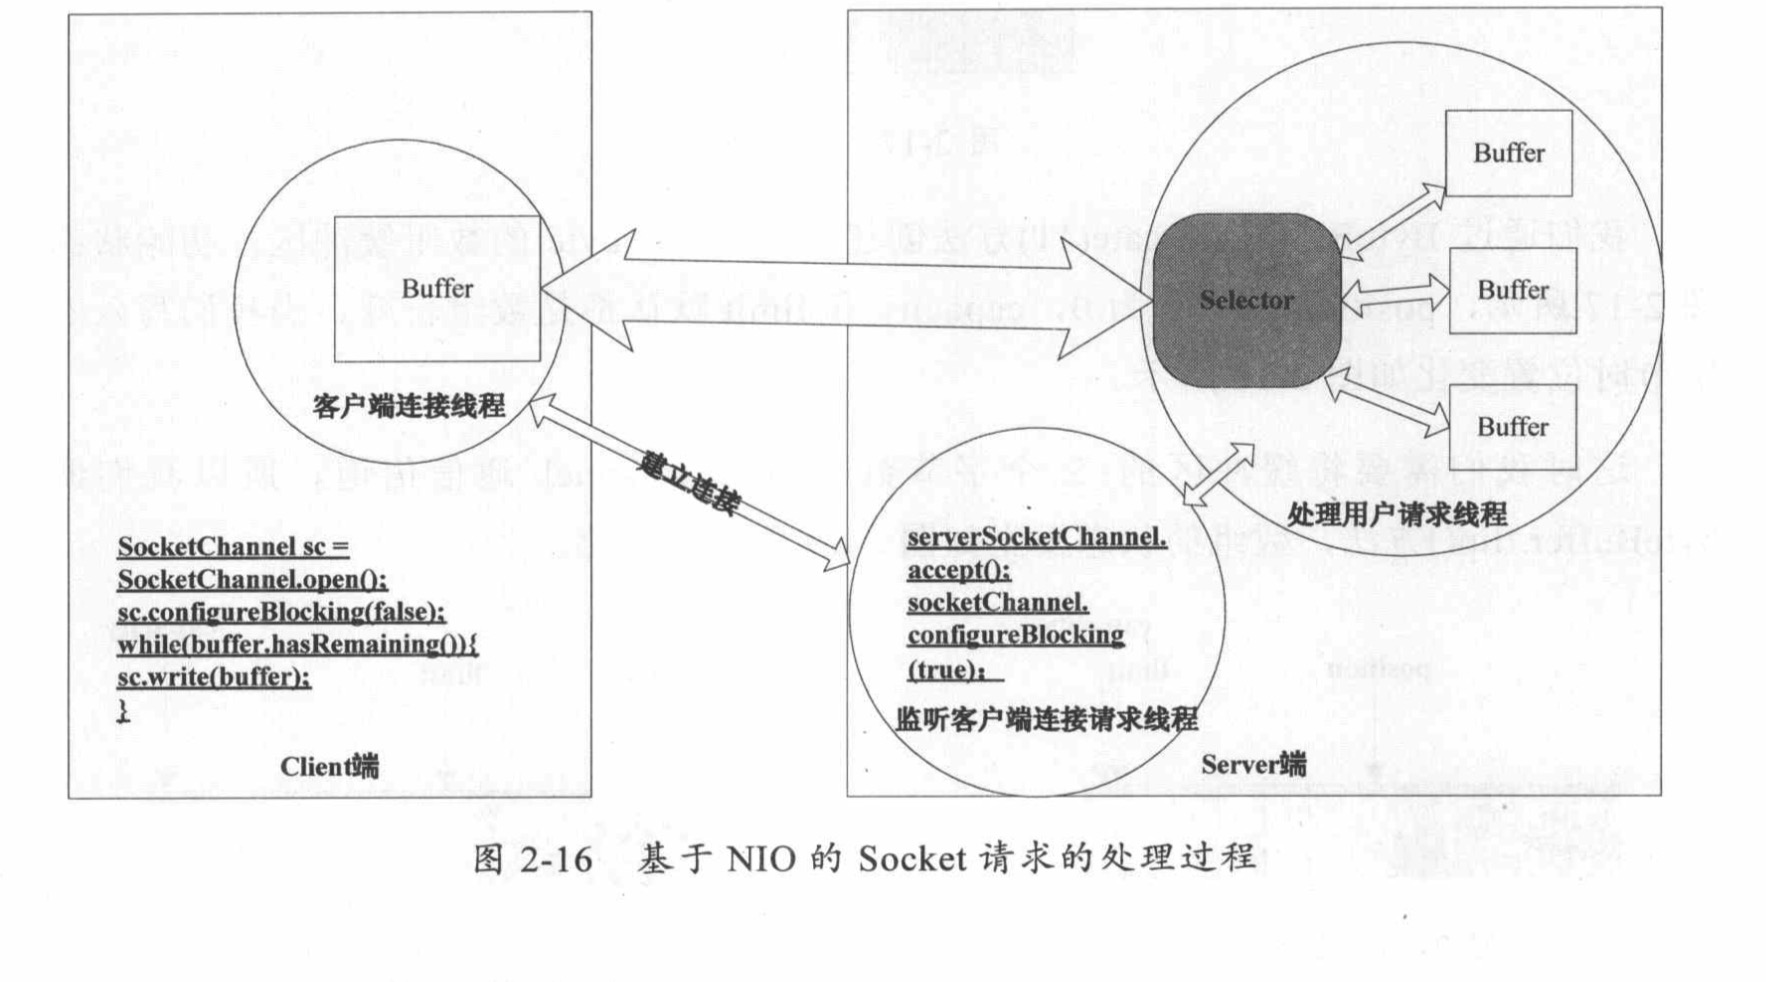 Buffer
客户端连接线程
SocketChannel sc =
SocketChannel.open();
sc.configureBlocking(false);
while(buffer.hasRemaining()){
sc.write(buffer);
}
Client端
建立连接
Selector
Buffer
Buffer
Buffer
处理用户请求线程
serverSocketChannel.
accept();
socketChannel.
configureBlocking
(true);
监听客户端连接请求线程
Server端
图 2-16 基于 NIO 的 Socket 请求的处理过程